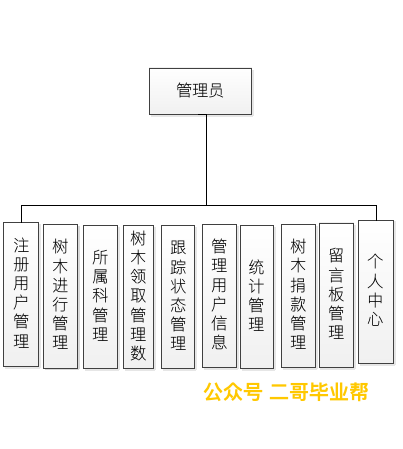 管理员
注册用户管理
树木进行管理
所属科管理
树木领取管理数
跟踪状态管理
管理用户信息
统计管理
树木捐款管理
留言板管理
个人中心
公众号 二哥毕业帮